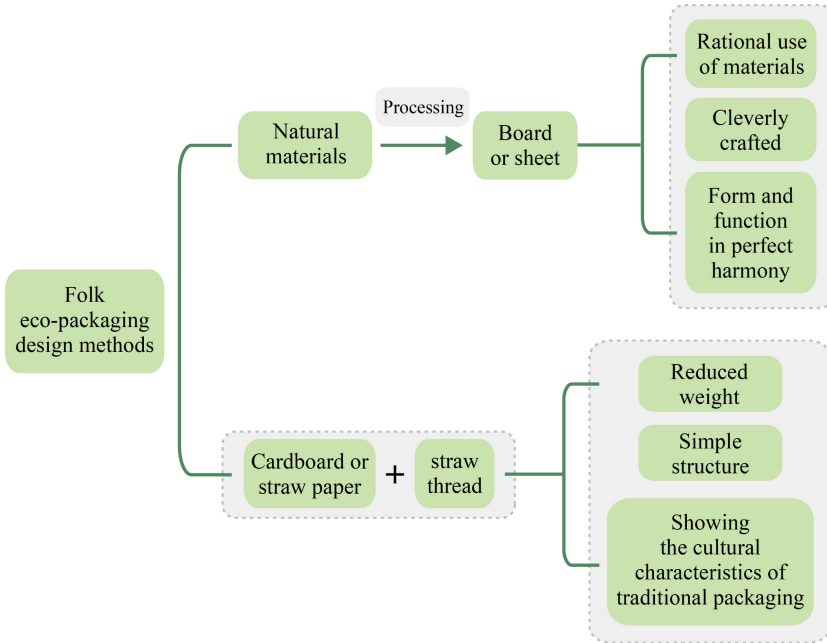 Folk
eco-packaging
design methods
Natural
materials
Processing
Board
or sheet
Rational use
of materials
Cleverly
crafted
Form and
function
in perfect
harmony
Cardboard or
straw paper
+
straw
thread
Reduced
weight
Simple
structure
Showing
the cultural
characteristics of
traditional packaging